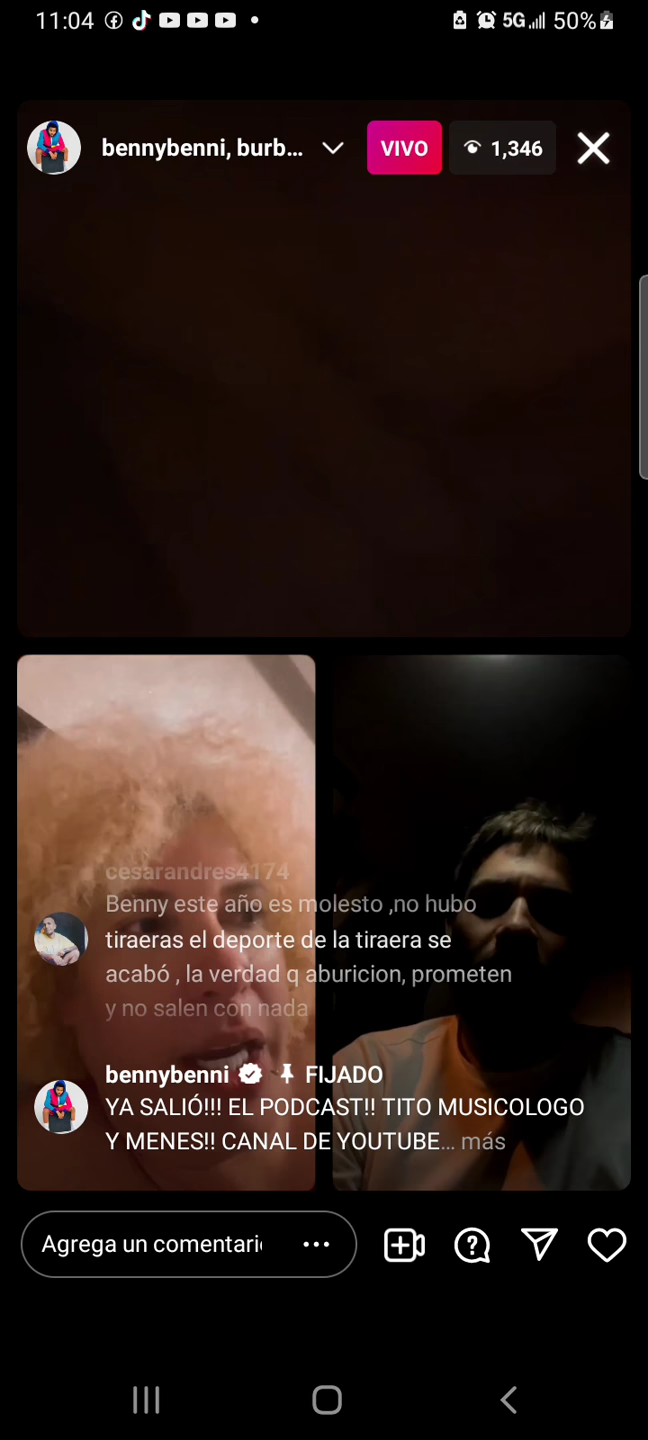 11:04
5G
50%
bennybenni, burb...
VIVO
1,346
cesarandres4174
Benny este año es molesto ,no hubo
tiraeras el deporte de la tiraera se
acabó , la verdad q aburicion, prometen
y no salen con nada
bennybenni
FIJADO
YA SALIÓ!!! EL PODCAST!! TITO MUSICOLOGO
Y MENES!! CANAL DE YOUTUBE... más
Agrega un comentari